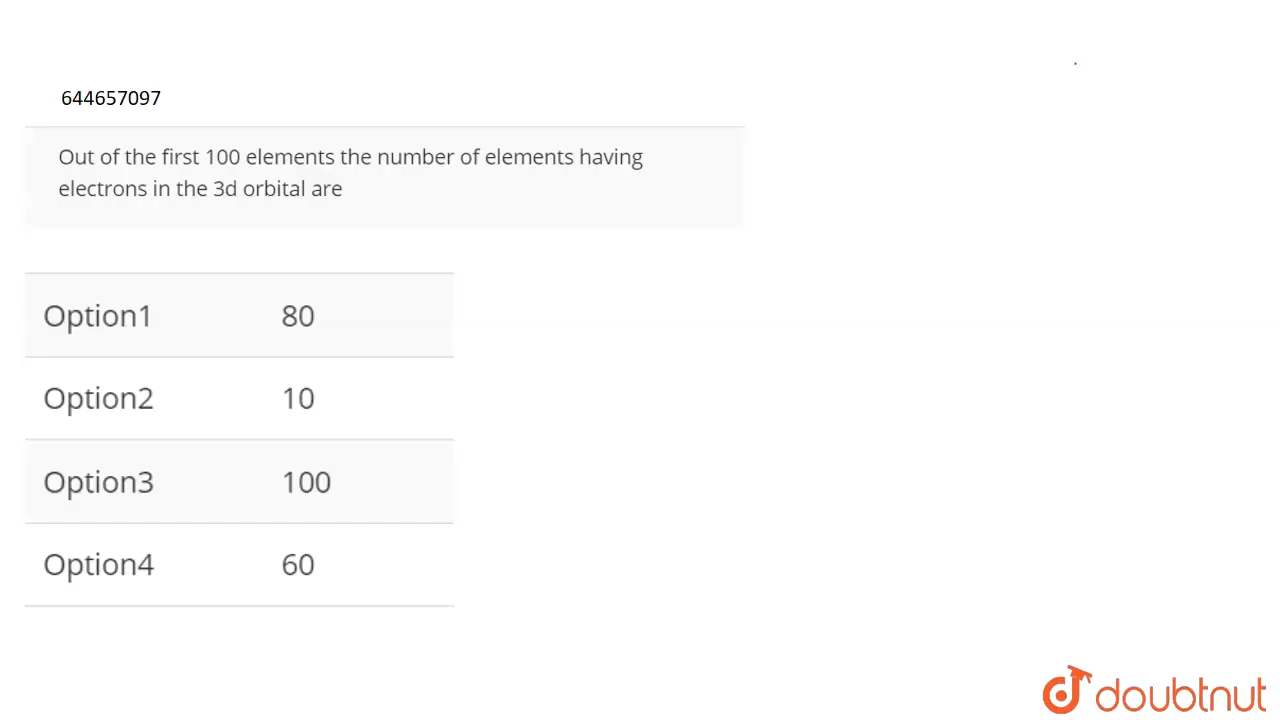 644657097
Out of the first 100 elements the number of elements having
electrons in the 3d orbital are
Option1 80
Option2 10
Option3 100
Option4 60
doubtnut